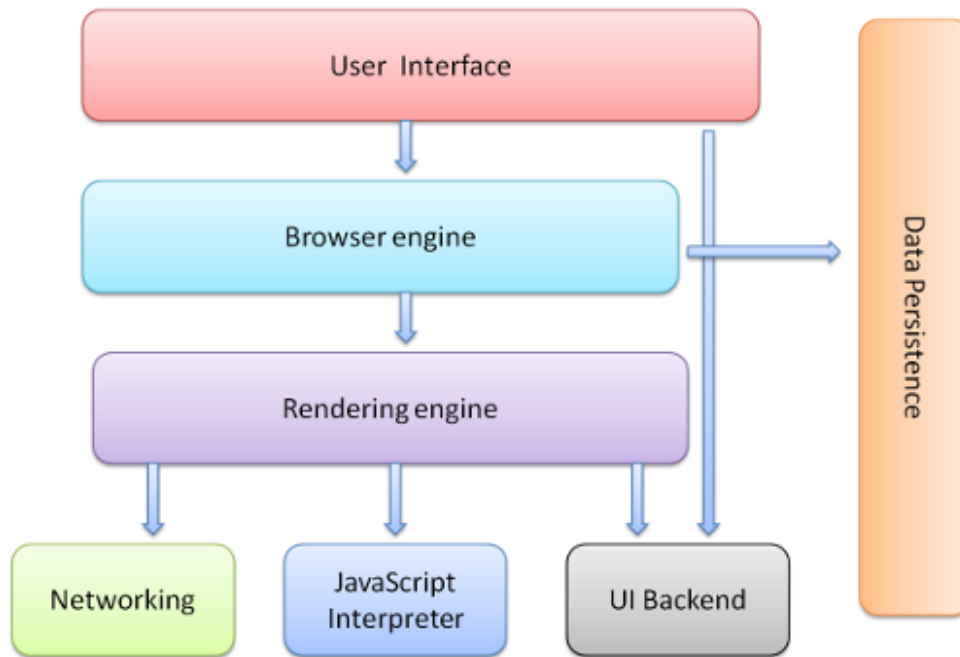 User Interface
Browser engine
Data Persistence
Rendering engine
Networking
JavaScript
Interpreter
UI Backend